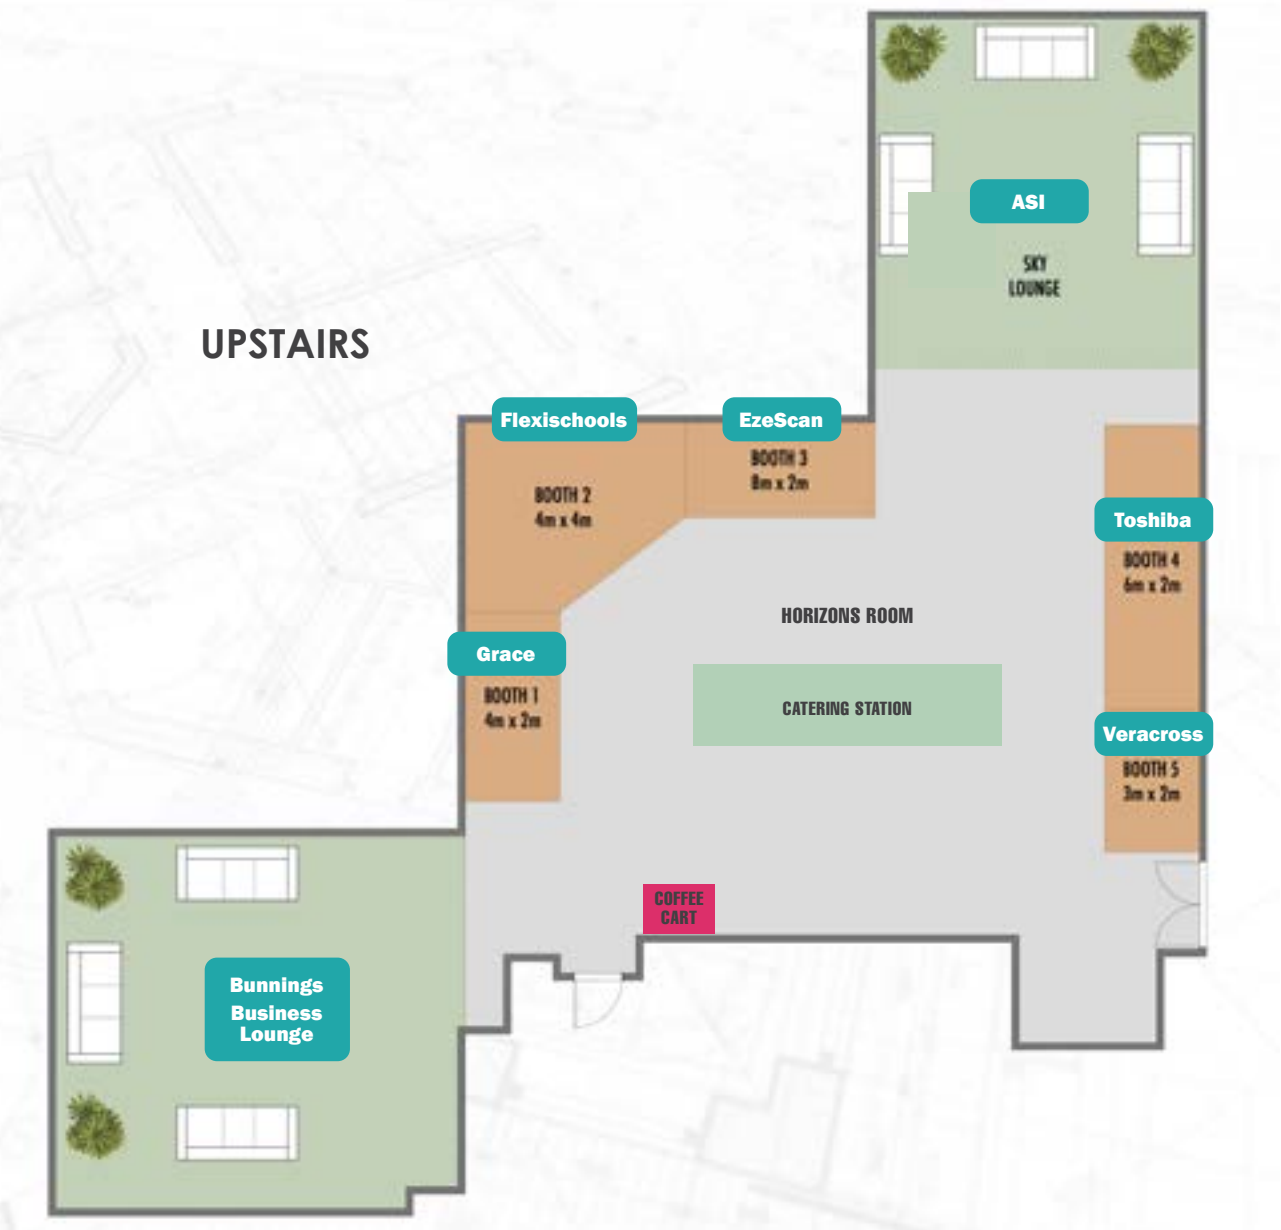 ASI
SKY
LOUNGE
UPSTAIRS
Flexischools
EzeScan
BOOTH 3
8m x 2m
BOOTH 2
4m x 4m
Toshiba
BOOTH 4
6m x 2m
HORIZONS ROOM
Grace
BOOTH 1
4m x 2m
CATERING STATION
Veracross
BOOTH 5
3m x 2m
COFFEE
CART
Bunnings
Business
Lounge